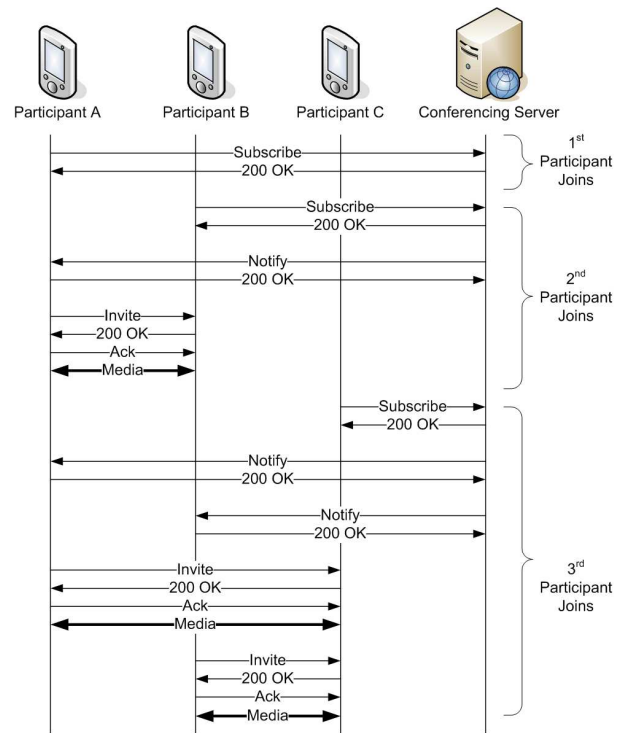 Participant A
Participant B
Participant C
Conferencing Server
Subscribe
200 OK
1st
Participant
Joins
Subscribe
200 OK
Notify
200 OK
Invite
200 OK
Ack
Media
2nd
Participant
Joins
Subscribe
200 OK
Notify
200 OK
Notify
200 OK
Invite
200 OK
Ack
Media
Invite
200 OK
Ack
Media
3rd
Participant
Joins